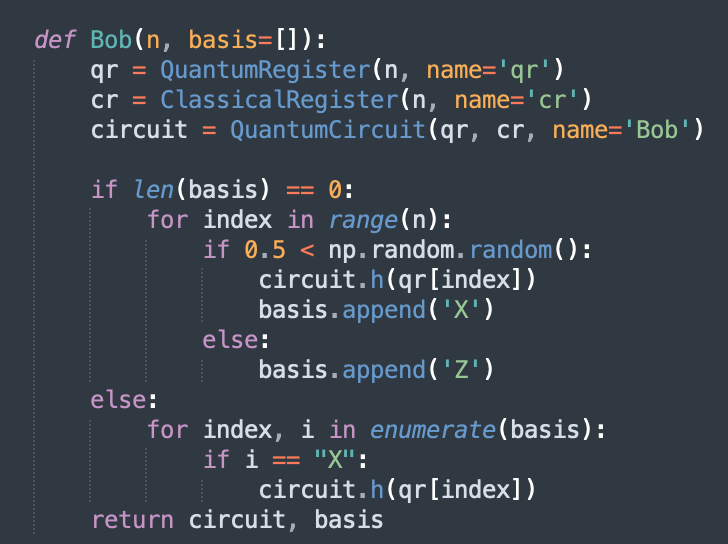 def Bob(n, basis=[]):
    qr = QuantumRegister(n, name='qr')
    cr = ClassicalRegister(n, name='cr')
    circuit = QuantumCircuit(qr, cr, name='Bob')

    if len(basis) == 0:
        for index in range(n):
            if 0.5 < np.random.random():
                circuit.h(qr[index])
                basis.append('X')
            else:
                basis.append('Z')
    else:
        for index, i in enumerate(basis):
            if i == "X":
                circuit.h(qr[index])
    return circuit, basis